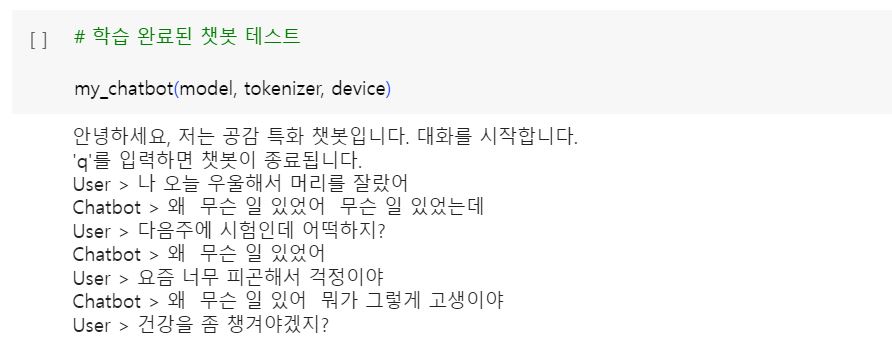 [ ] # 학습 완료된 챗봇 테스트
my_chatbot(model, tokenizer, device)
안녕하세요, 저는 공감 특화 챗봇입니다. 대화를 시작합니다.
'q'를 입력하면 챗봇이 종료됩니다.
User > 나 오늘 우울해서 머리를 잘랐어
Chatbot > 왜  무슨 일 있었어  무슨 일 있었는데
User > 다음주에 시험인데 어떡하지?
Chatbot > 왜  무슨 일 있었어
User > 요즘 너무 피곤해서 걱정이야
Chatbot > 왜  무슨 일 있어  뭐가 그렇게 고생이야
User > 건강을 좀 챙겨야겠지?